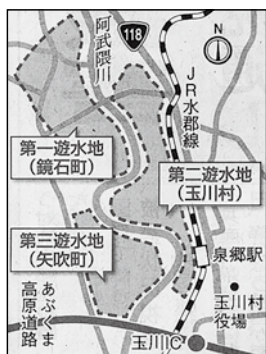 阿武隈川
118
N
JR水郡線
第一遊水地
(鏡石町)
第二遊水地
(玉川村)
第三遊水地
(矢吹町)
泉郷駅
玉川村
役場
あぶくま
高原道路
玉川IC